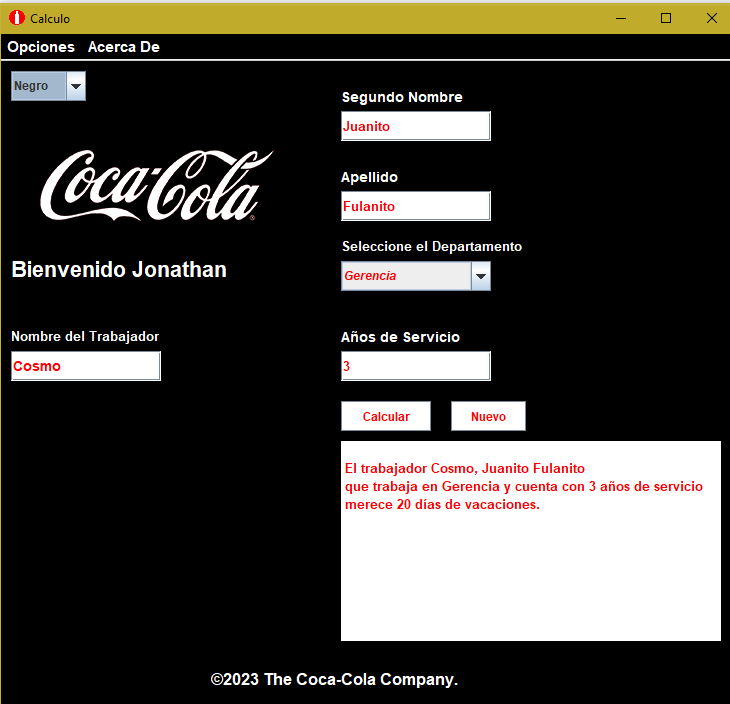 Calculo
Opciones Acerca De
Negro
Coca-Cola
®
Bienvenido Jonathan
Nombre del Trabajador
Cosmo
Segundo Nombre
Juanito
Apellido
Fulanito
Seleccione el Departamento
Gerencia
Años de Servicio
3
Calcular Nuevo
El trabajador Cosmo, Juanito Fulanito
que trabaja en Gerencia y cuenta con 3 años de servicio
merece 20 días de vacaciones.
©2023 The Coca-Cola Company.